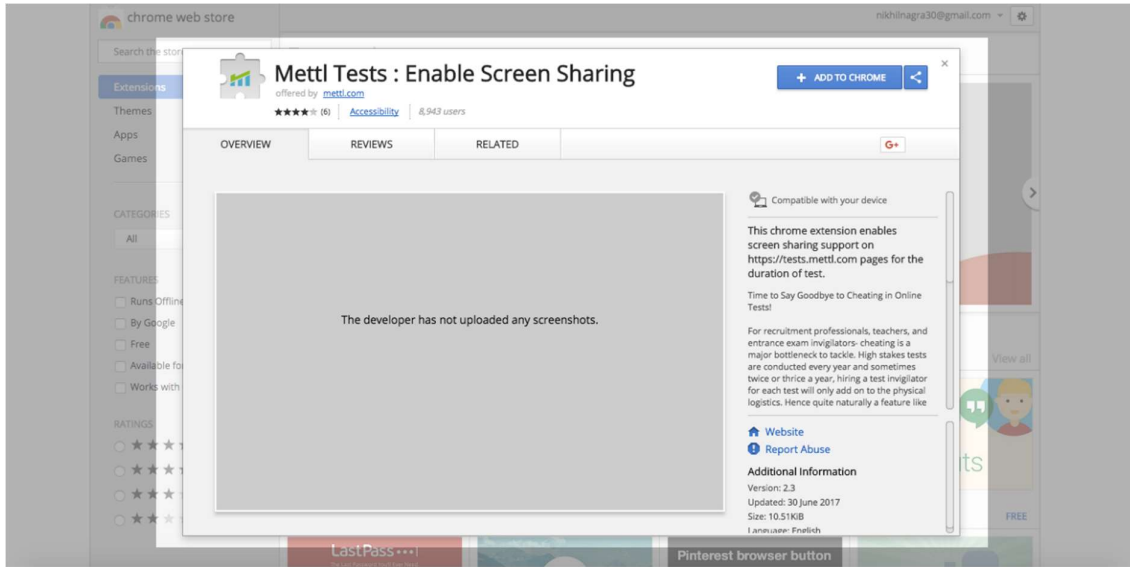 chrome web store
nikhilnagra30@gmail.com
Search the stor
Extensions
Themes
Apps
Games
CATEGORIES
All
FEATURES
Runs Offline
By Google
Free
Available fo
Works with
RATINGS
Mettl Tests : Enable Screen Sharing
offered by mettl.com
(6)
Accessibility
8,943 users
+ ADD TO CHROME
×
OVERVIEW
REVIEWS
RELATED
G+
The developer has not uploaded any screenshots.
Compatible with your device
This chrome extension enables
screen sharing support on
https://tests.mettl.com pages for the
duration of test.
Time to Say Goodbye to Cheating in Online
Tests!
For recruitment professionals, teachers, and
entrance exam invigilators- cheating is a
major bottleneck to tackle. High stakes tests
are conducted every year and sometimes
twice or thrice a year, hiring a test invigilator
for each test will only add on to the physical
logistics. Hence quite naturally a feature like
Website
Report Abuse
Additional Information
Version: 2.3
Updated: 30 June 2017
Size: 10.51KiB
Language: English
View all
ts
FREE
LastPass
Pinterest browser button